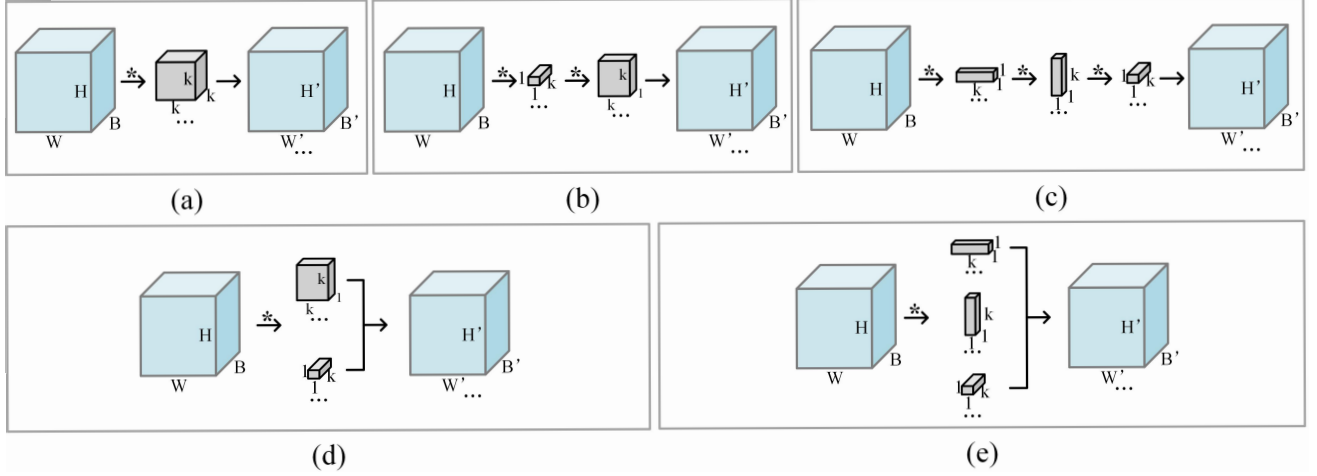 H
W
B
*
k
k
k
...
H'
W'
B'
...
(a)
H
W
B
*
1
k
1
...
*
k
k
1
...
H'
W'
B'
...
(b)
H
W
B
*
1
1
k
...
*
k
1
1
...
*
1
k
1
...
H'
W'
B'
...
(c)
H
W
B
*
k
k
1
...
1
k
1
...
H'
W'
B'
...
(d)
H
W
B
*
1
1
k
...
k
1
1
...
1
k
1
...
H'
W'
B'
...
(e)